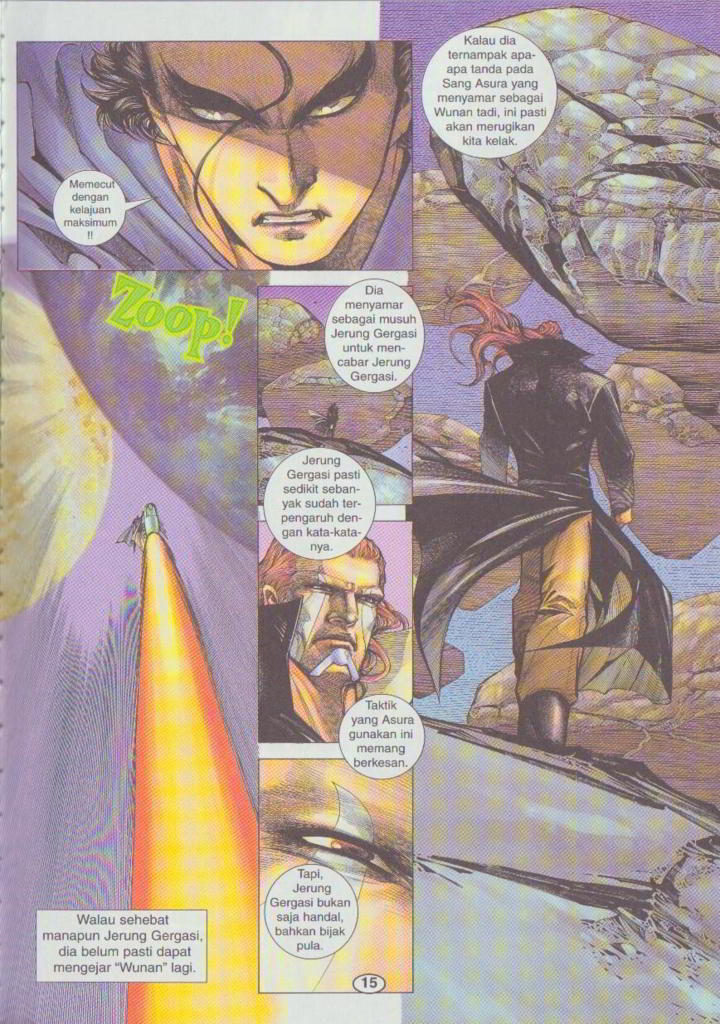 Memecut
dengan
kelajuan
maksimum
!!
Zoop!
Walau sehebat
manapun Jerung Gergasi,
dia belum pasti dapat
mengejar "Wunan" lagi.
Dia
menyamar
sebagai musuh
Jerung Gergasi
untuk men-
cabar Jerung
Gergasi.
Jerung
Gergasi pasti
sedikit seban-
yak sudah ter-
pengaruh den-
gan kata-kata-
nya.
Taktik
yang Asura
gunakan ini
memang
berkesan.
Tapi,
Jerung
Gergasi bukan
saja handal,
bahkan bijak
pula.
Kalau dia
ternampak apa-
apa tanda pada
Sang Asura yang
menyamar sebagai
Wunan tadi, ini pasti
akan merugikan
kita kelak.
15